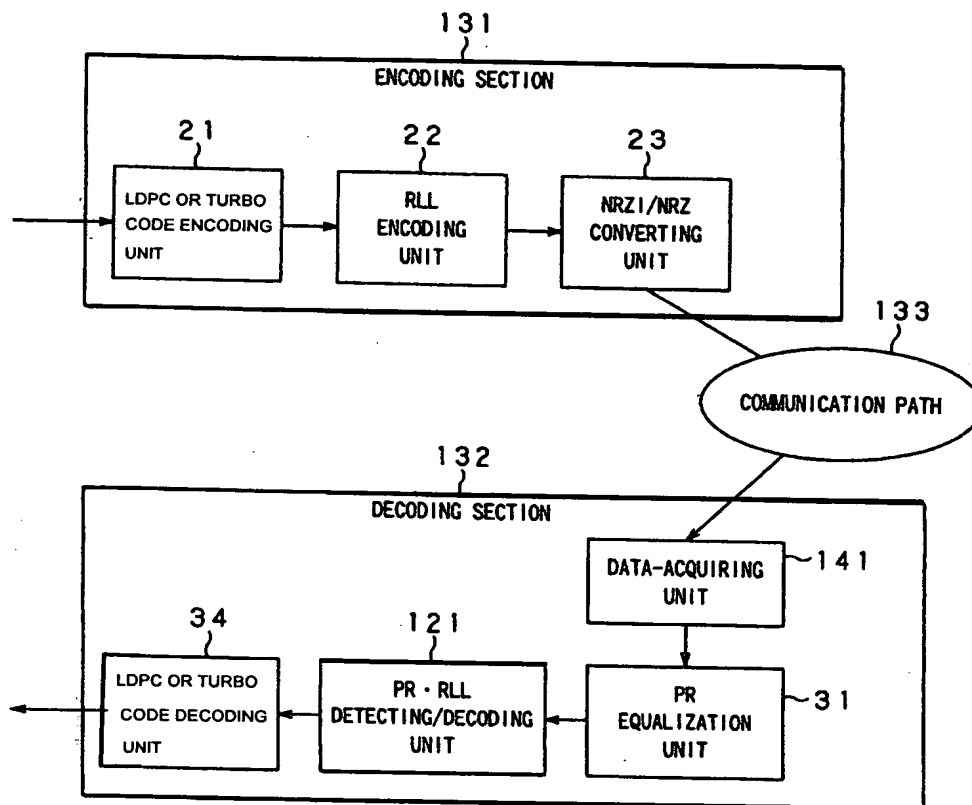 131
ENCODING SECTION
21
22
23
LDPC OR TURBO
CODE ENCODING
UNIT
RLL
ENCODING
UNIT
NRZI/NRZ
CONVERTING
UNIT
133
COMMUNICATION PATH
132
DECODING SECTION
DATA-ACQUIRING
UNIT
141
34
121
LDPC OR TURBO
CODE DECODING
UNIT
PR・RLL
DETECTING/DECODING
UNIT
PR
EQUALIZATION
UNIT
31